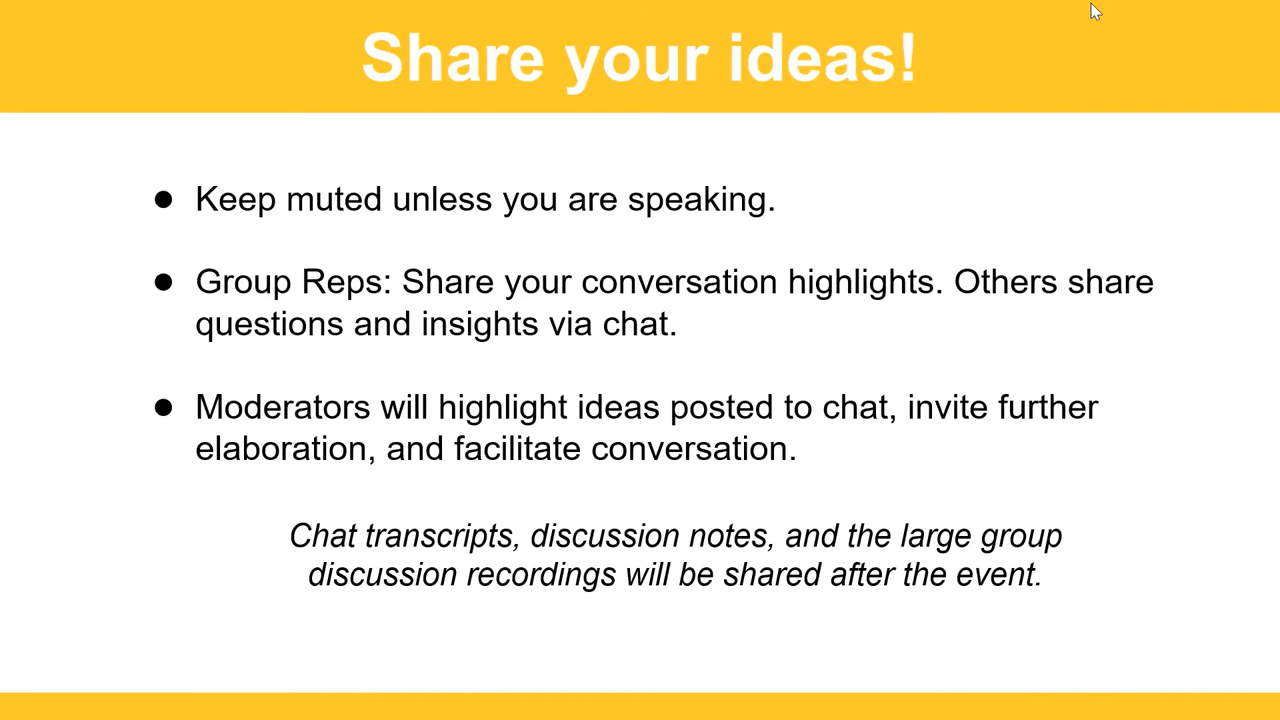 Share your ideas!
● Keep muted unless you are speaking.
● Group Reps: Share your conversation highlights. Others share
questions and insights via chat.
● Moderators will highlight ideas posted to chat, invite further
elaboration, and facilitate conversation.
Chat transcripts, discussion notes, and the large group
discussion recordings will be shared after the event.